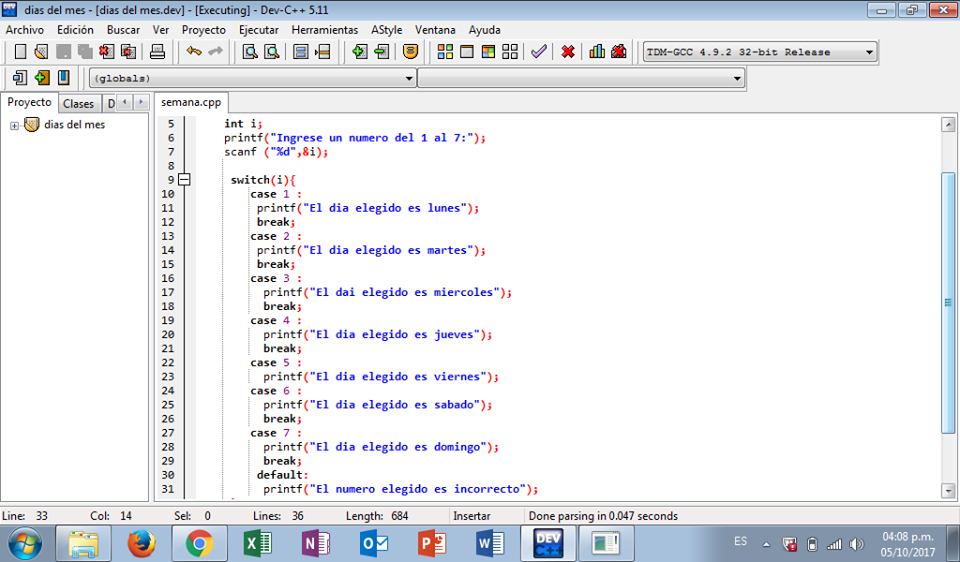 dias del mes - [dias del mes.dev] - [Executing] - Dev-C++ 5.11
Archivo Edición Buscar Ver Proyecto Ejecutar Herramientas AStyle Ventana Ayuda
TDM-GCC 4.9.2 32-bit Release
(globals)
Proyecto Clases D semana.cpp
dias del mes
5 int i;
6 printf("Ingrese un numero del 1 al 7:");
7 scanf ("%d",&i);
8
9 switch(i){
10 case 1 :
11 printf("El dia elegido es lunes");
12 break;
13 case 2 :
14 printf("El dia elegido es martes");
15 break;
16 case 3 :
17 printf("El dai elegido es miercoles");
18 break;
19 case 4 :
20 printf("El dia elegido es jueves");
21 break;
22 case 5 :
23 printf("El dia elegido es viernes");
24 case 6 :
25 printf("El dia elegido es sabado");
26 break;
27 case 7 :
28 printf("El dia elegido es domingo");
29 break;
30 default:
31 printf("El numero elegido es incorrecto");
Line: 33 Col: 14 Sel: 0 Lines: 36 Length: 684 Insertar Done parsing in 0.047 seconds
DEV C++
ES 04:08 p.m.
05/10/2017